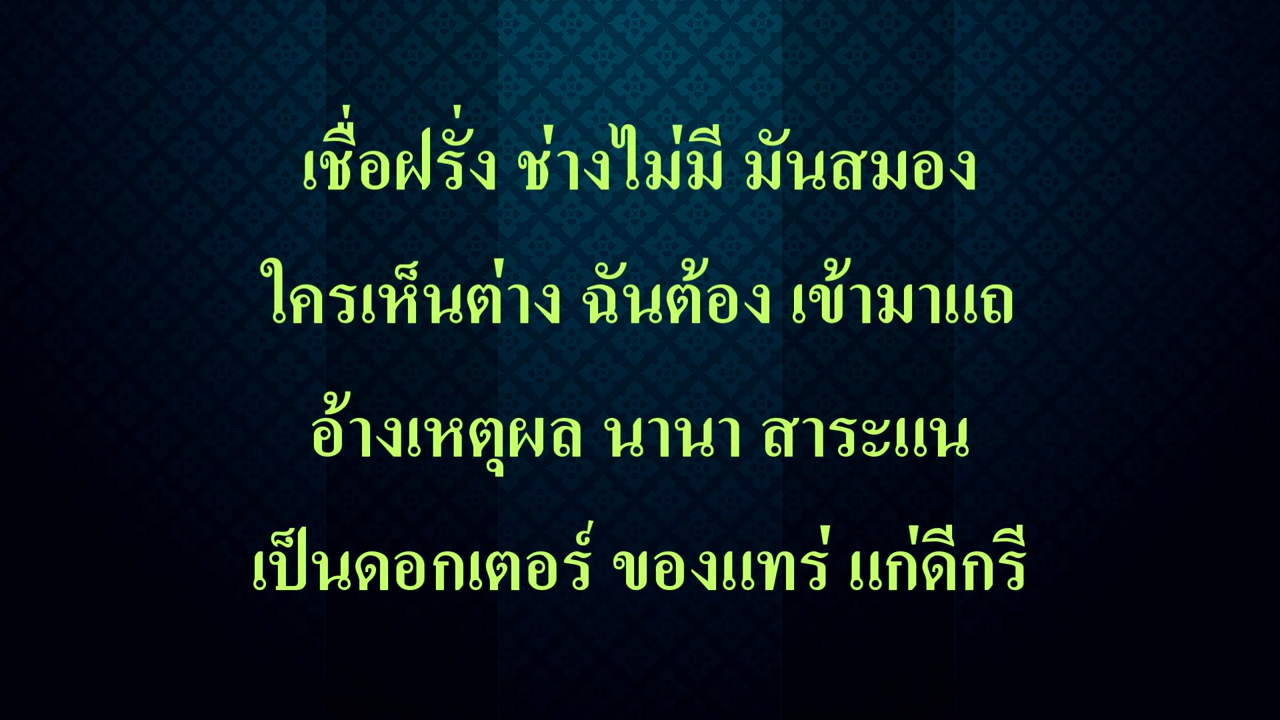 เชื่อฝรั่ง ช่างไม่มี มันสมอง
ใครเห็นต่าง ฉันต้อง เข้ามาแถ
อ้างเหตุผล นานา สาระแน
เป็นดอกเตอร์ ของแทร่ แก่ดีกรี